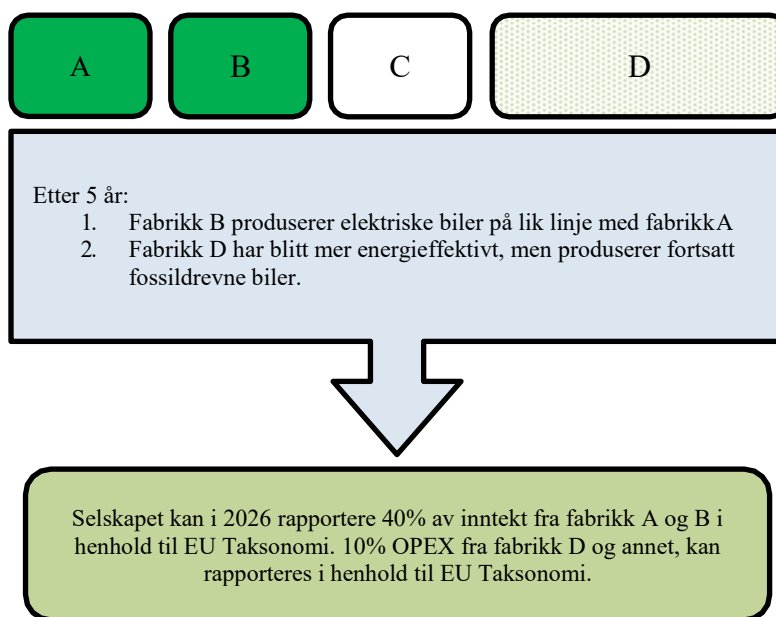 A B C D
Etter 5 år:
1. Fabrikk B produserer elektriske biler på lik linje med fabrikkA
2. Fabrikk D har blitt mer energieffektivt, men produserer fortsatt
fossildrevne biler.
Selskapet kan i 2026 rapportere 40% av inntekt fra fabrikk A og B i
henhold til EU Taksonomi. 10% OPEX fra fabrikk D og annet, kan
rapporteres i henhold til EU Taksonomi.